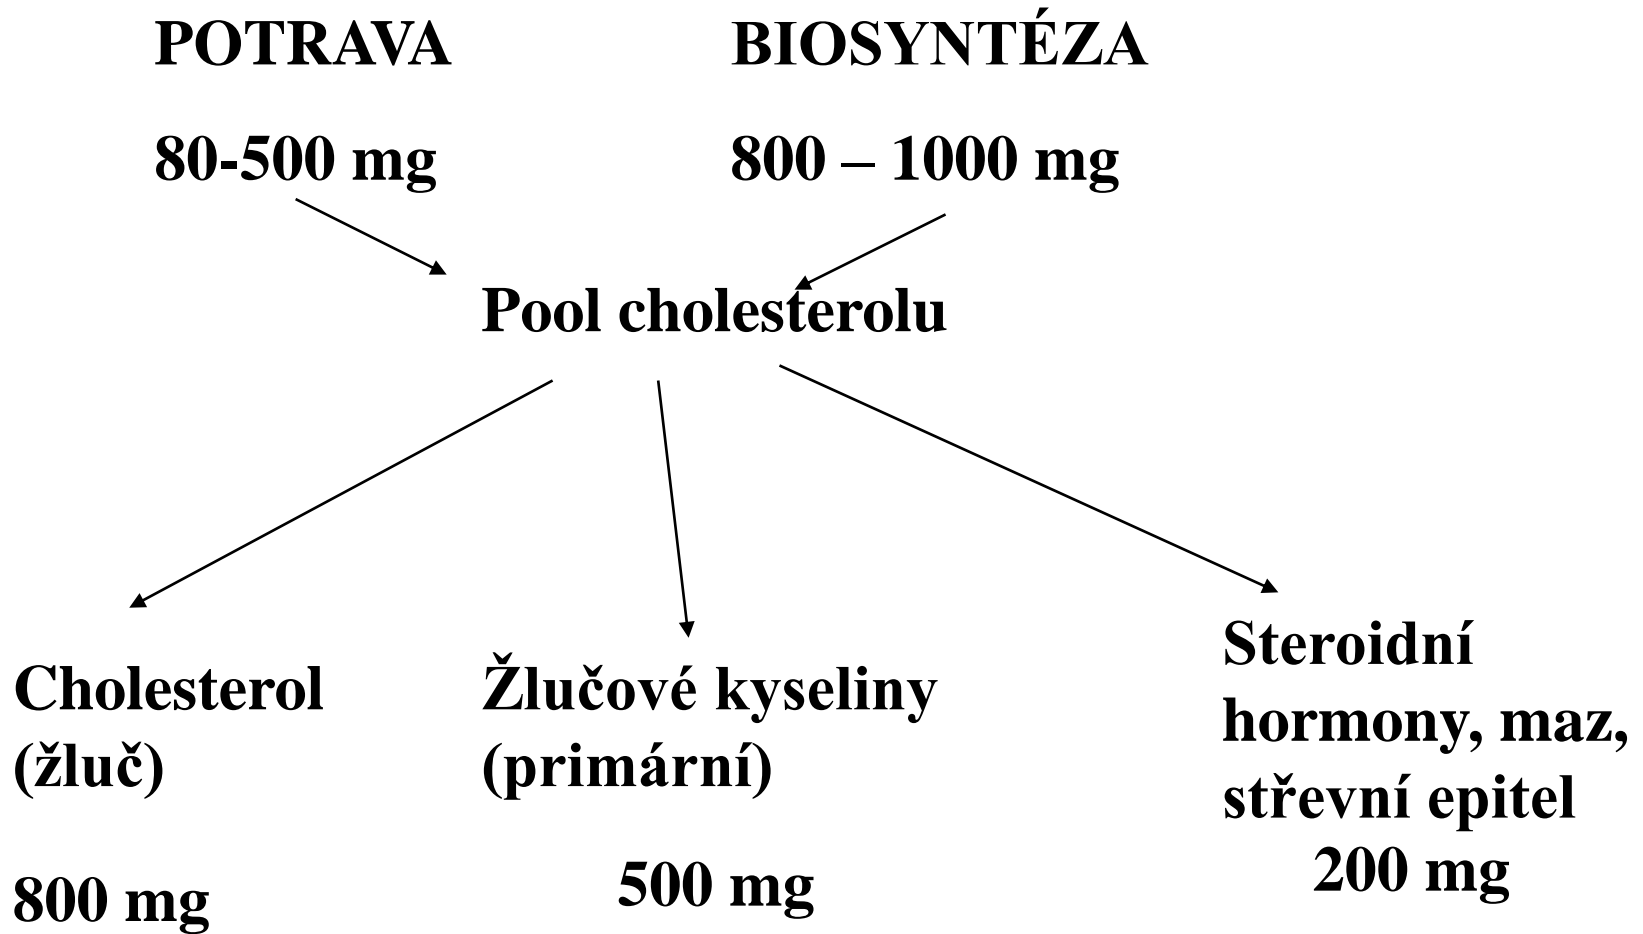 POTRAVA
BIOSYNTÉZA
80-500 mg
800 – 1000 mg
Pool cholesterolu
Cholesterol
(žluč)
800 mg
Žlučové kyseliny
(primární)
500 mg
Steroidní
hormony, maz,
střevní epitel
200 mg